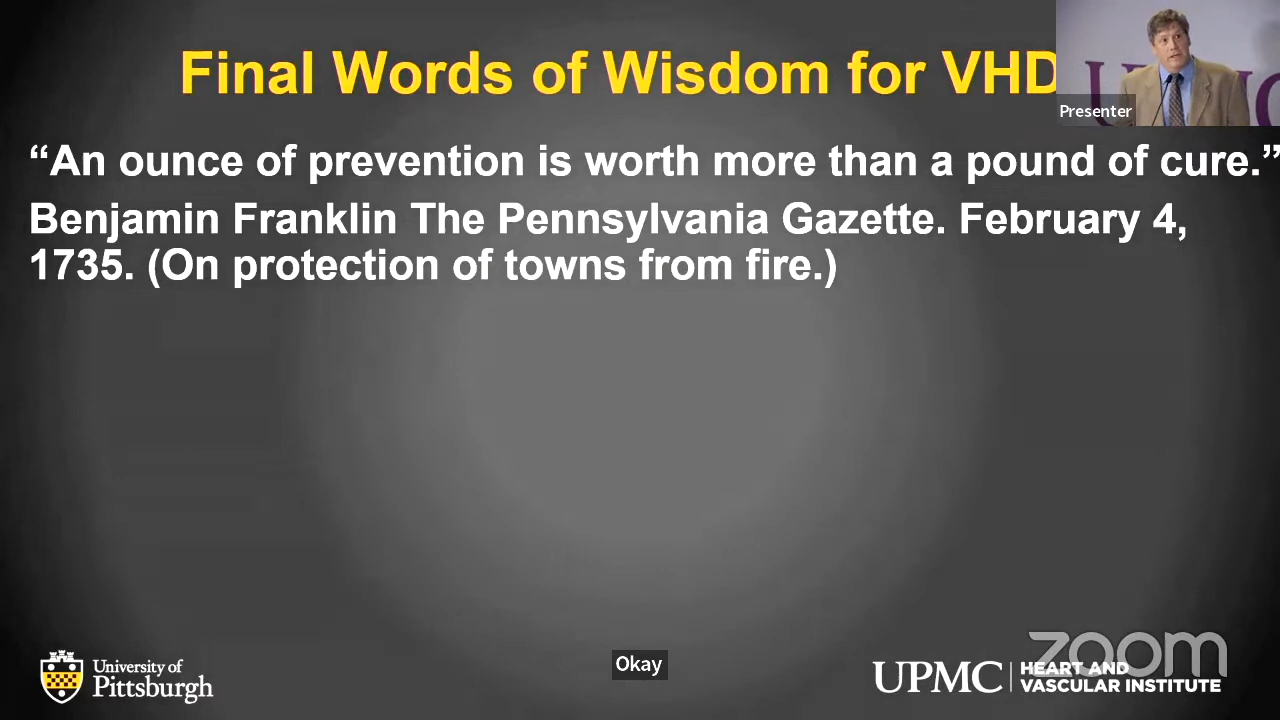 Final Words of Wisdom for VHD
Presenter
“An ounce of prevention is worth more than a pound of cure.”
Benjamin Franklin The Pennsylvania Gazette. February 4,
1735. (On protection of towns from fire.)
University of
Pittsburgh
Okay
zoom
UPMC
HEART AND
VASCULAR INSTITUTE